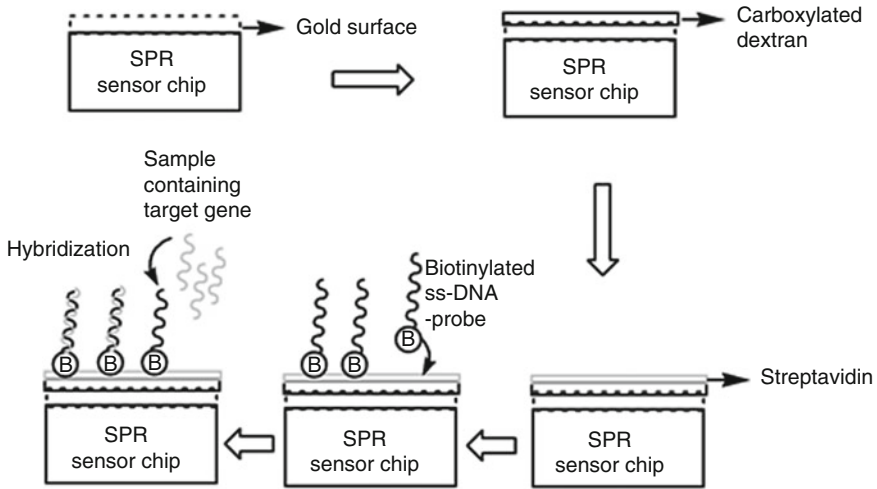 Gold surface
SPR
sensor chip
Carboxylated
dextran
SPR
sensor chip
Sample
containing
target gene
Hybridization
B
B
B
SPR
sensor chip
Biotinylated
ss-DNA
-probe
B
B
B
SPR
sensor chip
Streptavidin
SPR
sensor chip